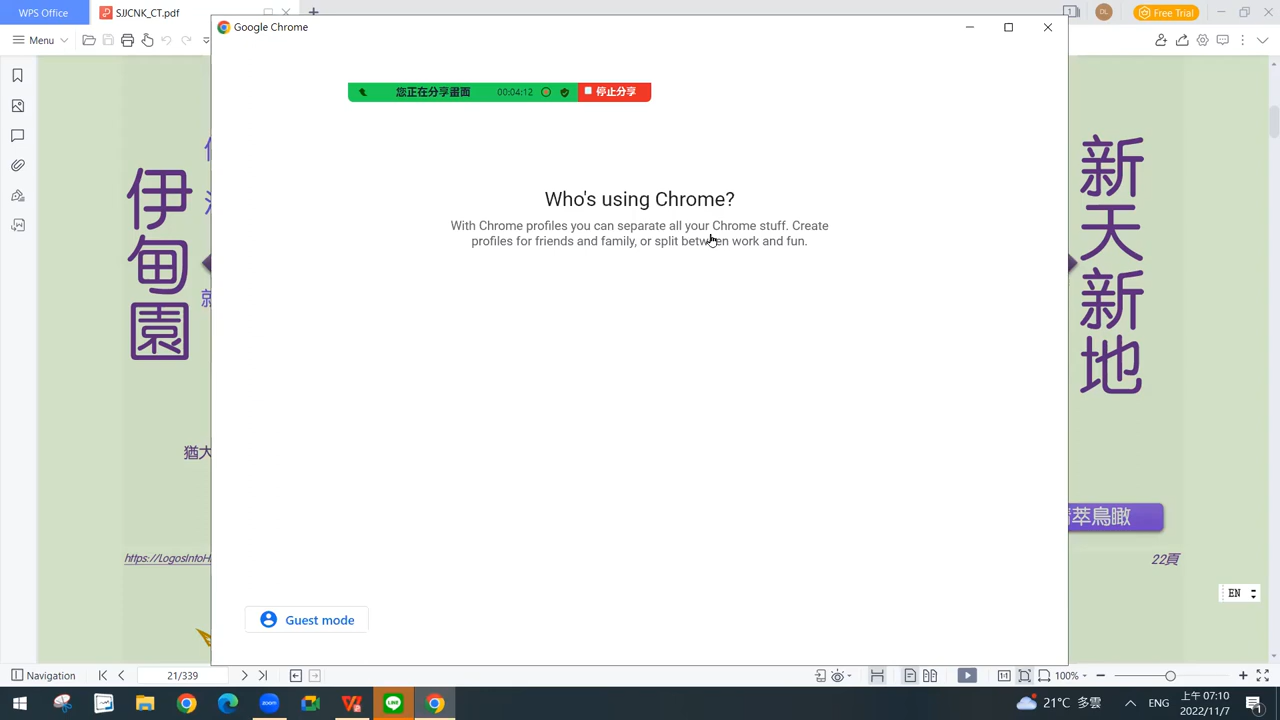 WPS Office
SJJCNK_CT.pdf
Google Chrome
DL
Free Trial
Menu
您正在分享畫面 00:04:12 停止分享
Who's using Chrome?
With Chrome profiles you can separate all your Chrome stuff. Create
profiles for friends and family, or split between work and fun.
伊甸園
新天新地
猶大
精萃鳥瞰
https://LogosIntoH
22頁
EN
Guest mode
Navigation
21/339
100%
21°C 多雲
ENG
上午 07:10
2022/11/7